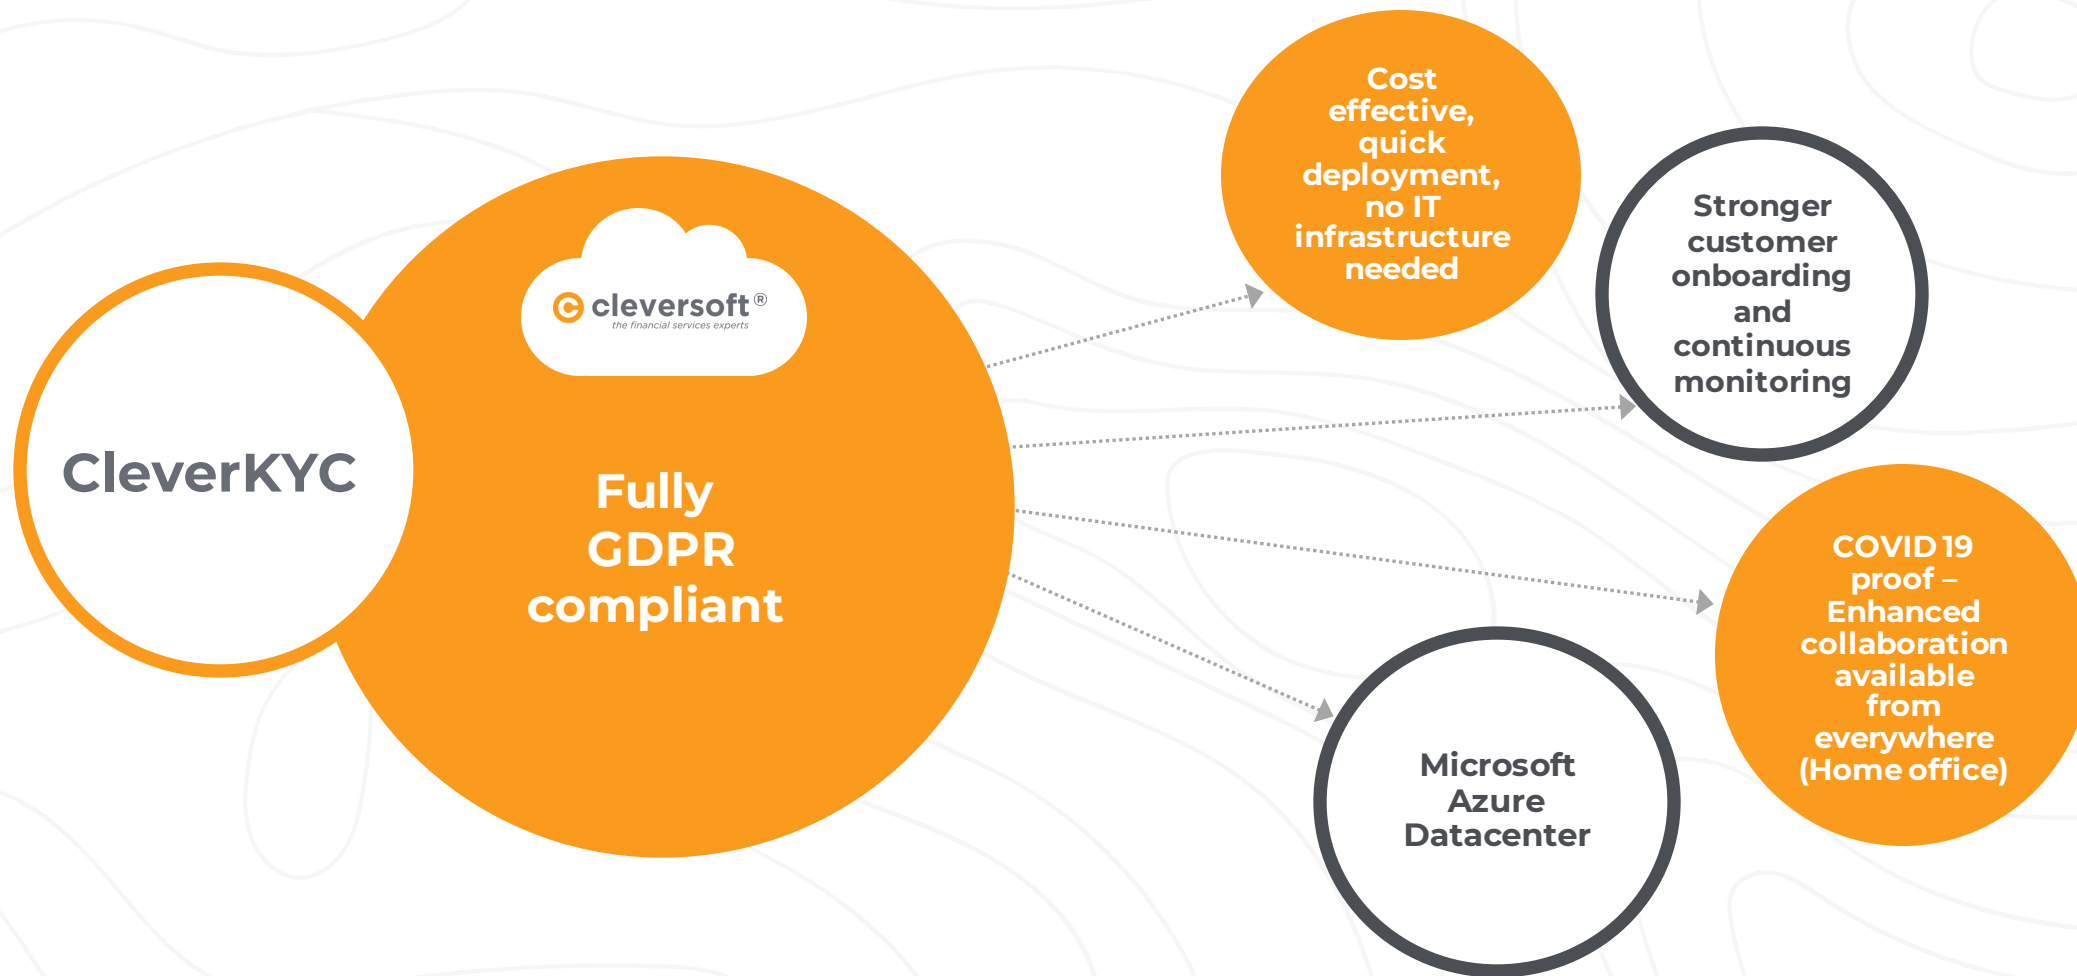 CleverKYC
cleversoft®
the financial services experts
Fully
GDPR
compliant
Cost
effective,
quick
deployment,
no IT
infrastructure
needed
Stronger
customer
onboarding
and
continuous
monitoring
COVID 19
proof –
Enhanced
collaboration
available
from
everywhere
(Home office)
Microsoft
Azure
Datacenter